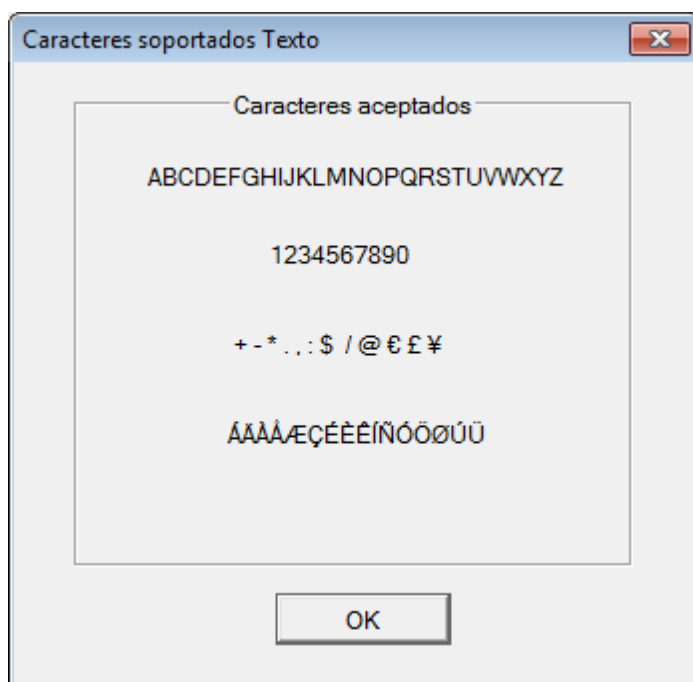 Caracteres soportados Texto
Caracteres aceptados
ABCDEFGHIJKLMNOPQRSTUVWXYZ
1234567890
+ - * . , : $ / @ € £ ¥
ÁÄÀÅÆÇÉÈÊÍÑÓÖØÚÜ
OK